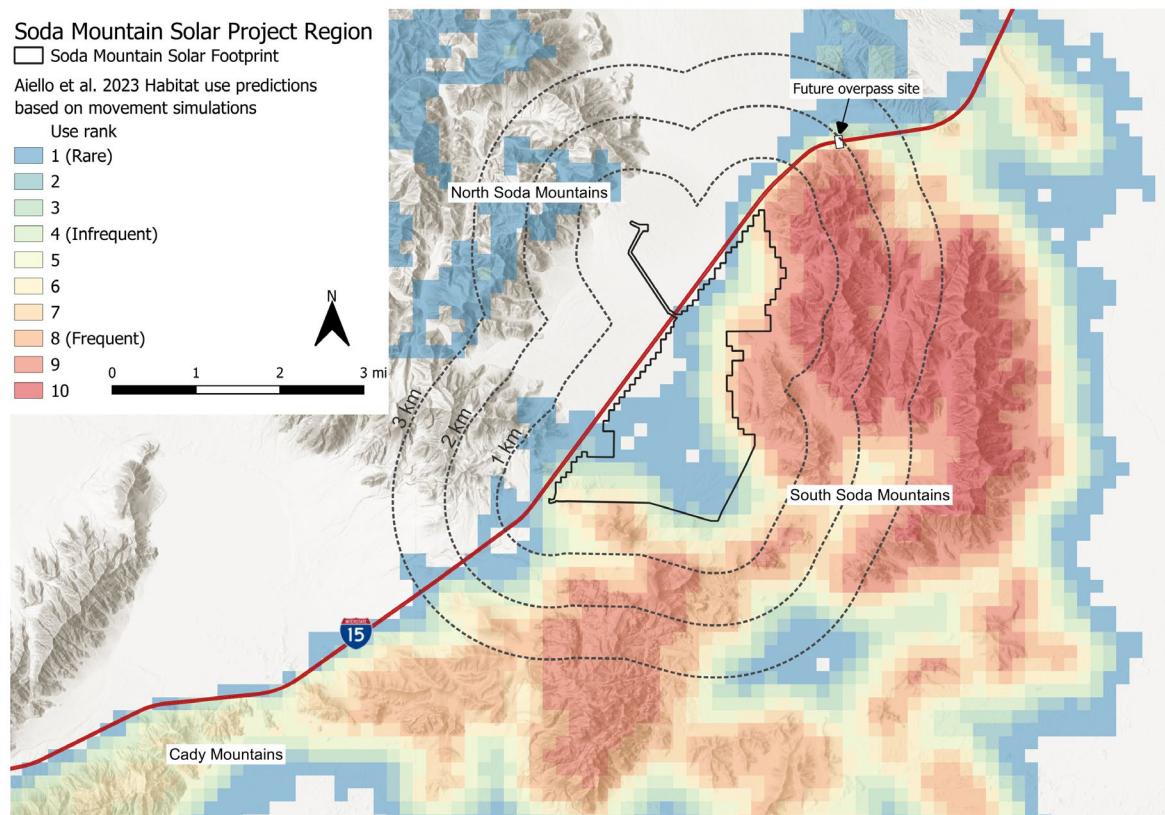 Soda Mountain Solar Project Region
Soda Mountain Solar Footprint
Aiello et al. 2023 Habitat use predictions
based on movement simulations
Use rank
1 (Rare)
2
3
4 (Infrequent)
5
6
7
8 (Frequent)
9
10
N
0 1 2 3 mi
Future overpass site
North Soda Mountains
3 km
2 km
1 km
South Soda Mountains
INTERSTATE
15
Cady Mountains